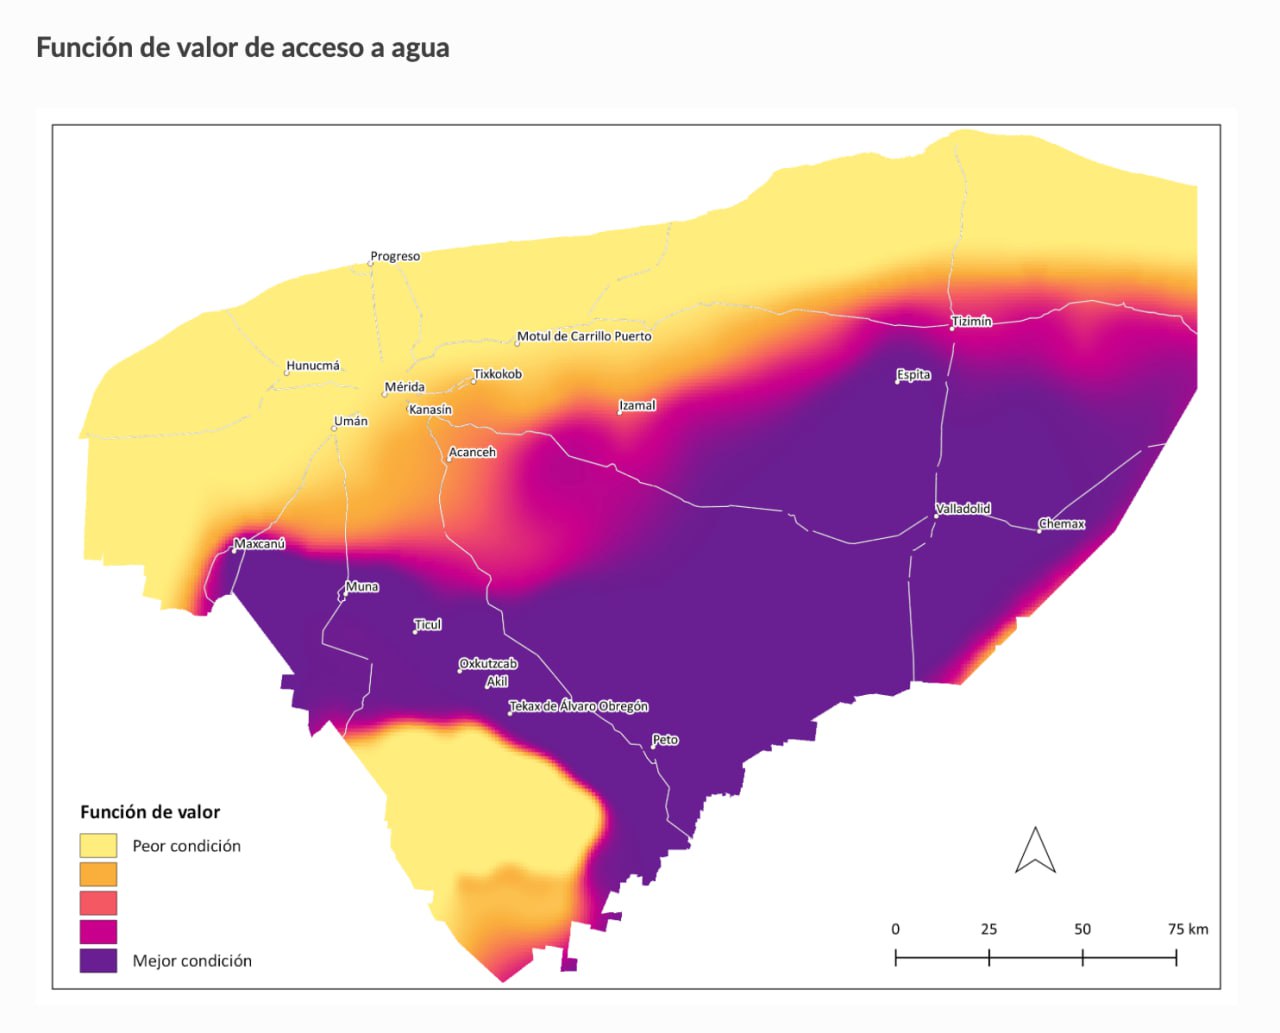 Función de valor de acceso a agua
Progreso
Tizimín
Motul de Carrillo Puerto
Hunucmá
Tixkokob
Espita
Mérida
Kanasín
Izamal
Umán
Acanceh
Valladolid
Chemax
Maxcanú
Muna
Ticul
Oxkutzcab
Akil
Tekax de Álvaro Obregón
Peto
Función de valor
Peor condición
Mejor condición
0 25 50 75 km